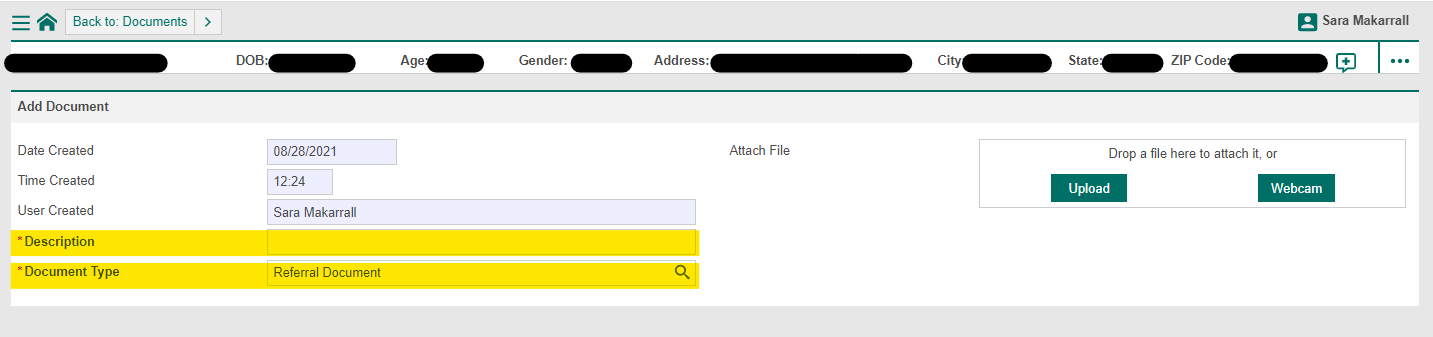 Back to: Documents >
Sara Makarrall
DOB: Age: Gender: Address: City State: ZIP Code:
Add Document
Date Created 08/28/2021
Time Created 12:24
User Created Sara Makarrall
*Description
*Document Type Referral Document
Attach File
Drop a file here to attach it, or
Upload Webcam